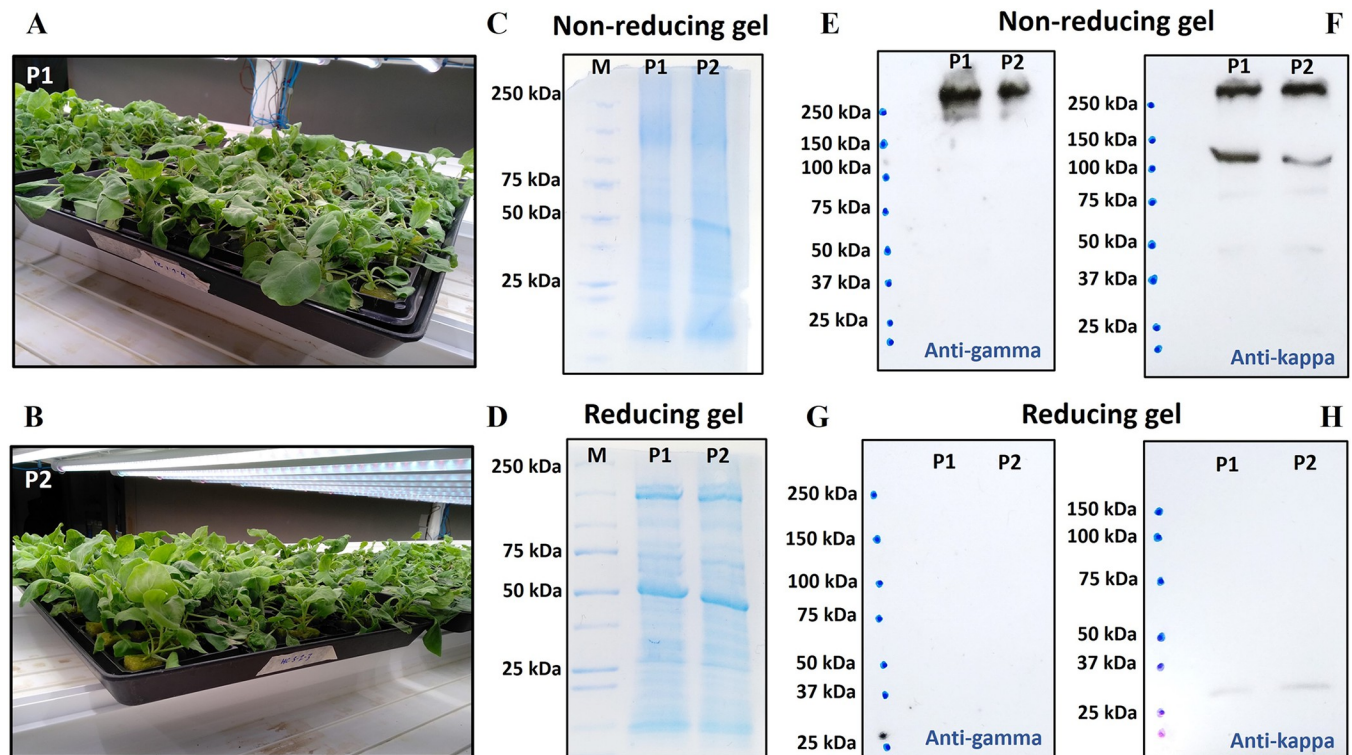 A
P1
B
P2
C
Non-reducing gel
M P1 P2
250 kDa
75 kDa
50 kDa
25 kDa
D
Reducing gel
M P1 P2
250 kDa
75 kDa
50 kDa
25 kDa
E
Non-reducing gel
F
P1 P2
250 kDa
150 kDa
100 kDa
75 kDa
50 kDa
37 kDa
25 kDa
Anti-gamma
P1 P2
250 kDa
150 kDa
100 kDa
75 kDa
50 kDa
37 kDa
25 kDa
Anti-kappa
G
Reducing gel
H
P1 P2
250 kDa
150 kDa
100 kDa
75 kDa
50 kDa
37 kDa
25 kDa
Anti-gamma
P1 P2
150 kDa
100 kDa
75 kDa
50 kDa
37 kDa
25 kDa
Anti-kappa